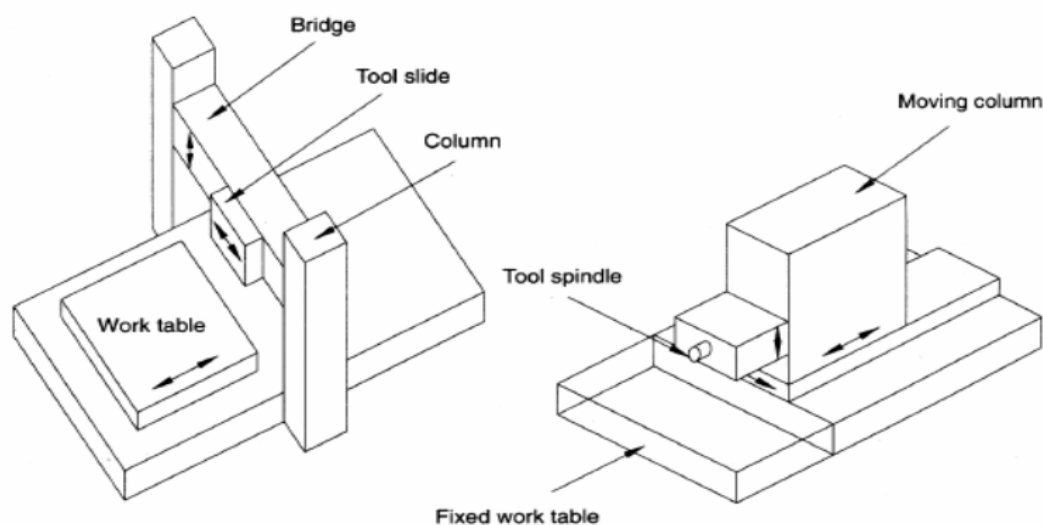 Bridge
Tool slide
Column
Work table
Moving column
Tool spindle
Fixed work table